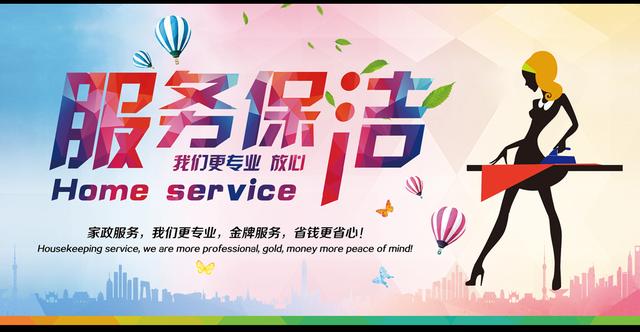 服务保洁
我们更专业 放心
Home service
家政服务，我们更专业，金牌服务，省钱更省心！
Housekeeping service, we are more professional, gold, money more peace of mind!